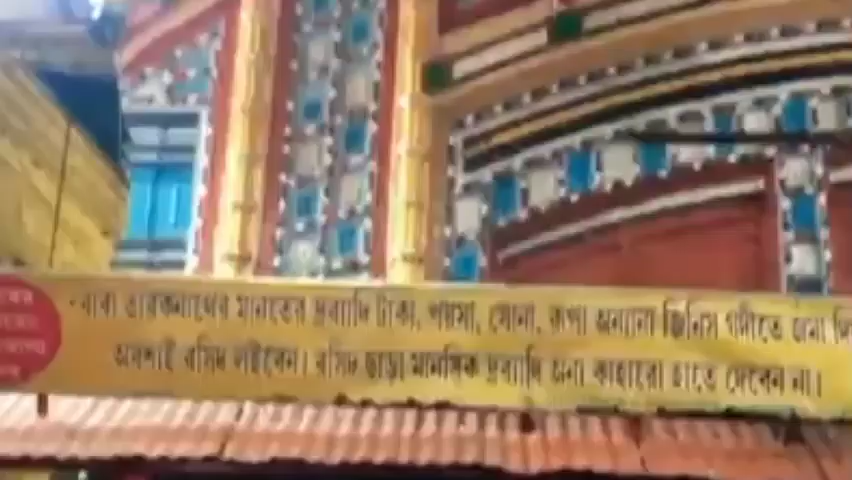 বাবা তারকনাথের মানতের দ্রব্যাদি টাকা, পয়সা, সোনা, রূপা অন্যান্য জিনিস গদীতে জমা দি
অবশ্যই রসিদ লইবেন। রসিদ ছাড়া মানসিক দ্রব্যাদি অন্য কাহারো হাতে দেবেন না।